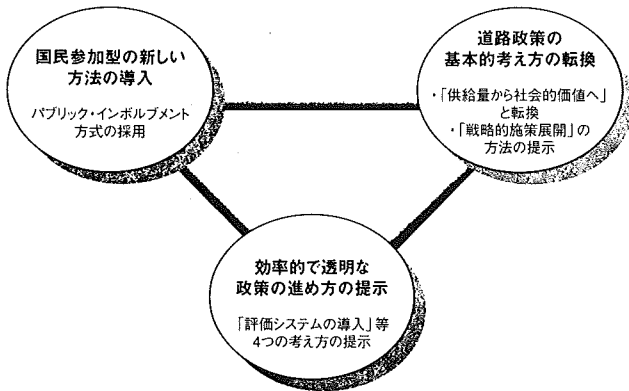 国民参加型の新しい
方法の導入
パブリック・インボルブメント
方式の採用
道路政策の
基本的考え方の転換
・「供給量から社会的価値へ」
と転換
・「戦略的施策展開」の
方法の提示
効率的で透明な
政策の進め方の提示
「評価システムの導入」等
4つの考え方の提示